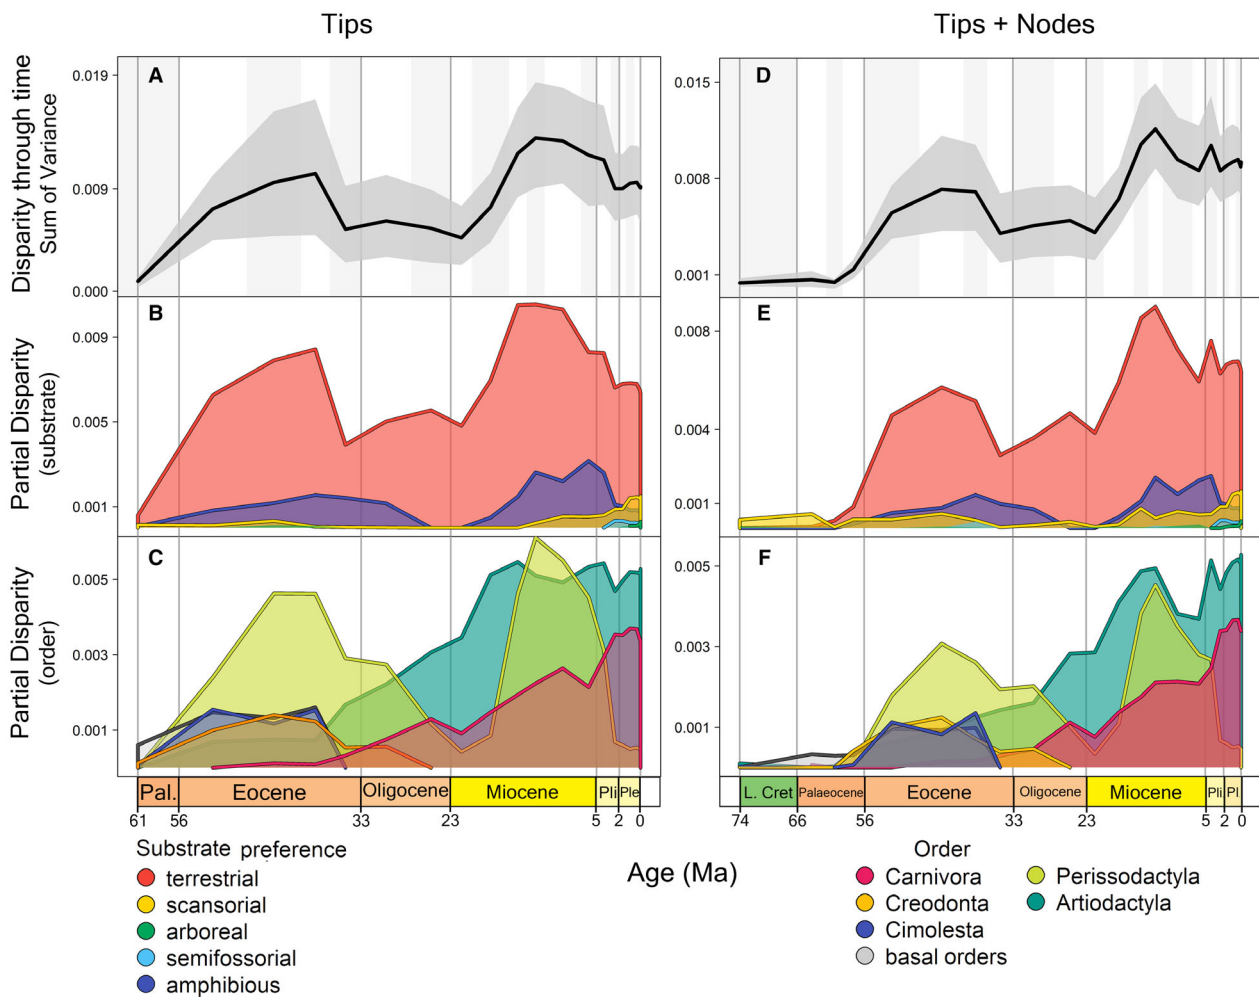 Tips
Tips + Nodes
Disparity through time
Sum of Variance
A
0.019
0.009
0.000
D
0.015
0.008
0.001
Partial Disparity
(substrate)
B
0.009
0.005
0.001
E
0.008
0.004
0.001
Partial Disparity
(order)
C
0.005
0.003
0.001
F
0.005
0.003
0.001
Pal. Eocene Oligocene Miocene Pli Ple
61 56 33 23 5 2 0
L. Cret Palaeocene Eocene Oligocene Miocene Pli Pl
74 66 56 33 23 5 2 0
Age (Ma)
Substrate preference
terrestrial
scansorial
arboreal
semifossorial
amphibious
Order
Carnivora
Creodonta
Cimolesta
basal orders
Perissodactyla
Artiodactyla